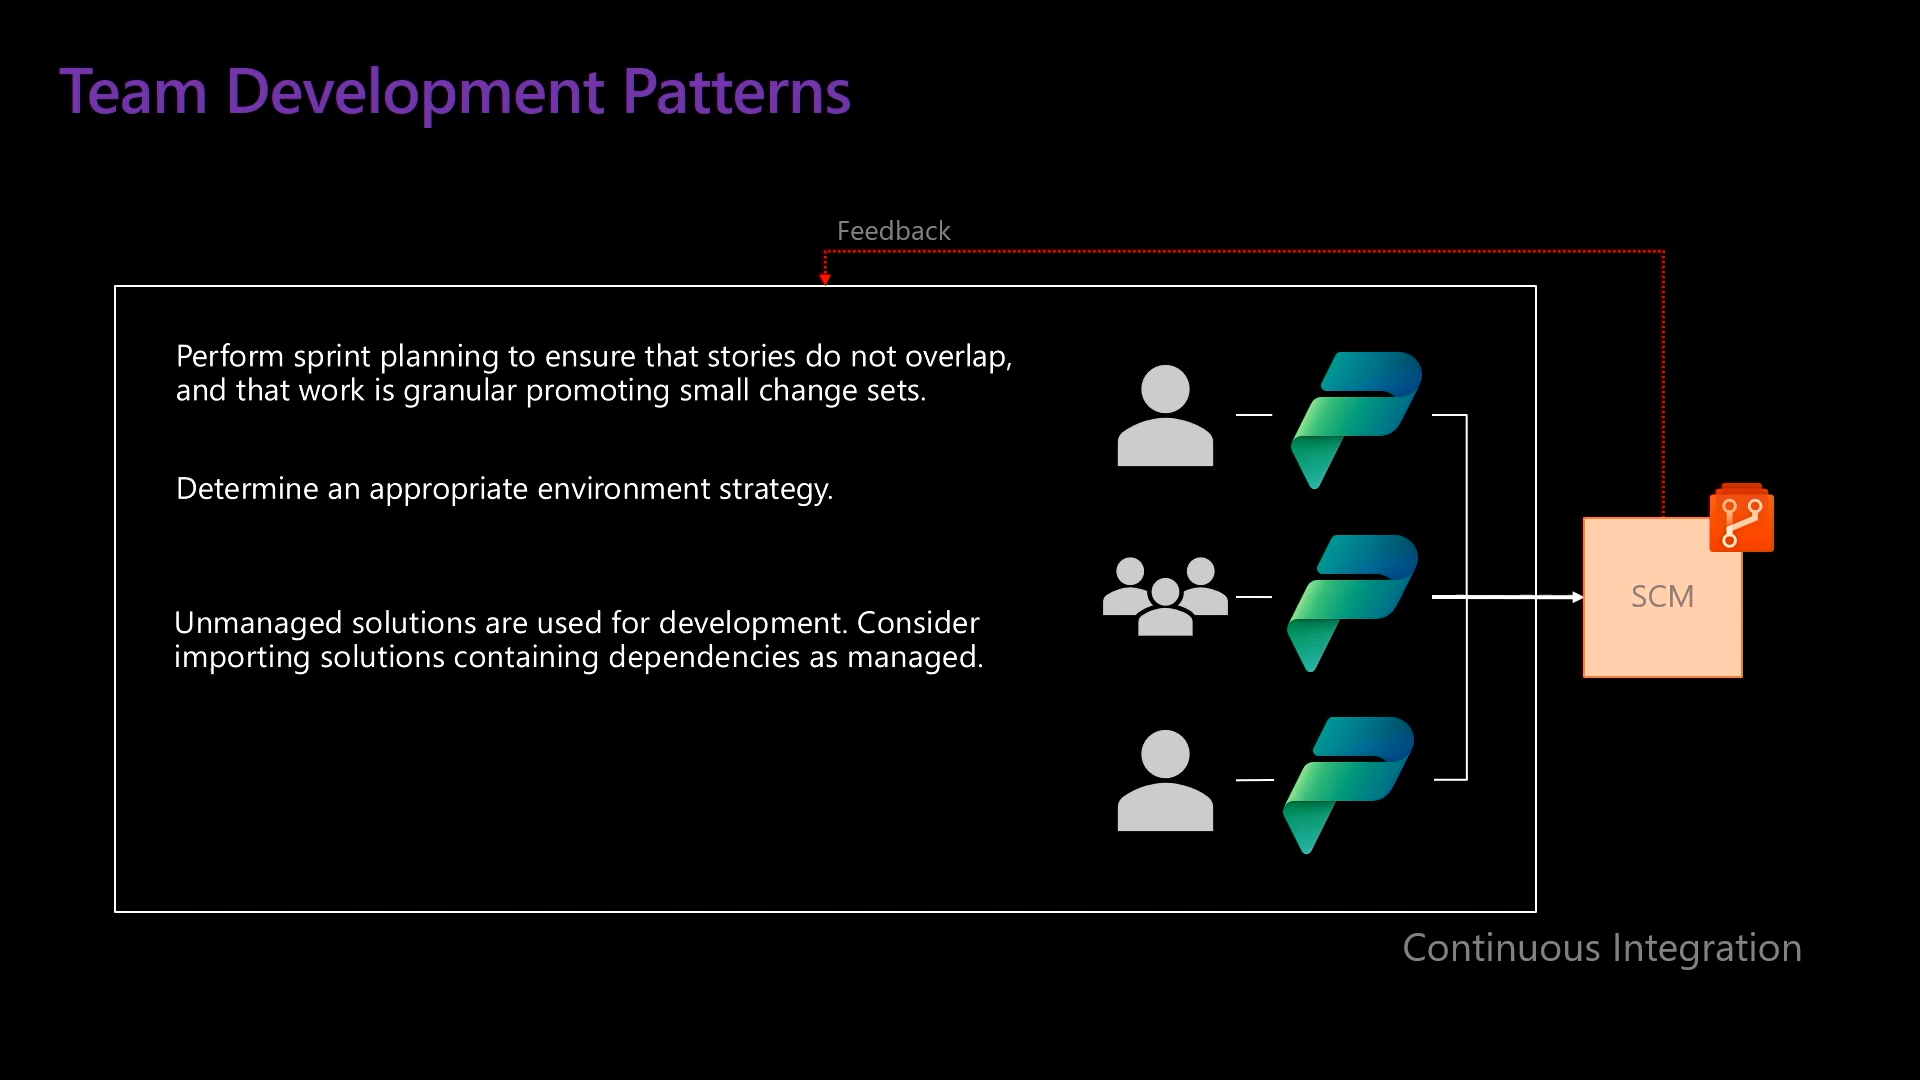 Team Development Patterns
Feedback
Perform sprint planning to ensure that stories do not overlap,
and that work is granular promoting small change sets.
Determine an appropriate environment strategy.
Unmanaged solutions are used for development. Consider
importing solutions containing dependencies as managed.
SCM
Continuous Integration